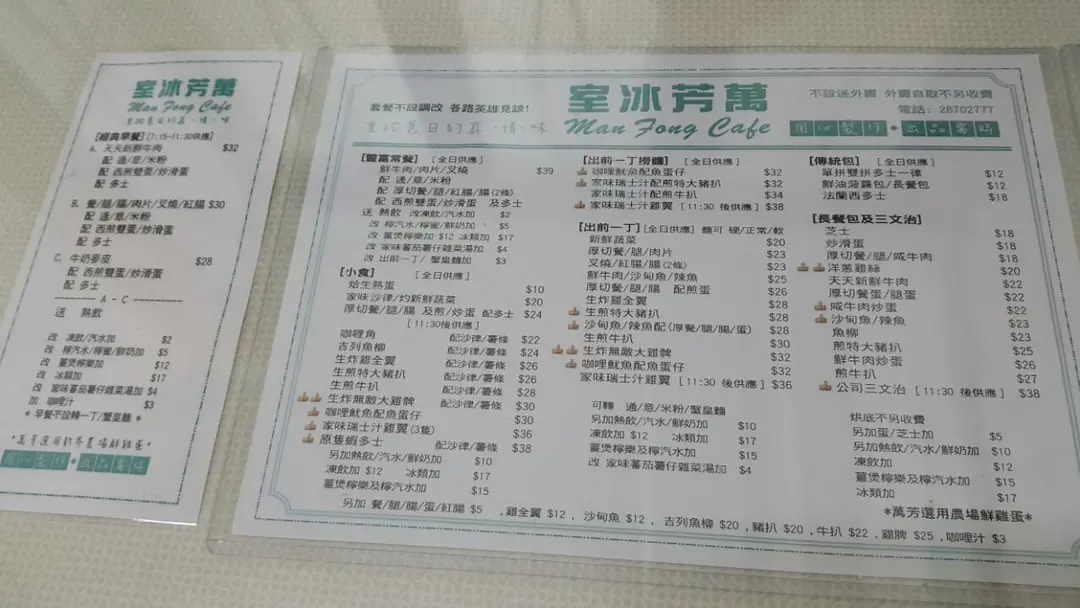 室冰芳萬
Man Fong Cafe
[經典早餐] [7:15-11:30供應]
A. 天天新鮮牛肉 $32
配 通/意/米粉
配 西煎雙蛋/炒滑蛋
配 多士
B. 餐/腿/腸/肉片/叉燒/紅腸 $30
配 通/意/米粉
配 西煎雙蛋/炒滑蛋
配 多士
C. 牛奶麥皮 $28
配 西煎雙蛋/炒滑蛋
配 多士
A - C
送 熱飲
改 凍飲/汽水加 $2
改 檸汽水/檸蜜/鮮奶加 $5
改 薑煲檸樂加 $12
改 冰類加 $17
改 家味蕃茄薯仔雜菜湯加 $4
加 咖哩汁 $3
* 早餐不設轉一丁/蟹皇麵 *
*萬芳選用新界農場鮮雞蛋*
用心製作•出品需時
套餐不設調改 各路英雄見諒!
室冰芳萬
Man Fong Cafe
不設送外賣 外賣自取不另收費
電話: 28702777
用心製作•出品需時
[豐富常餐] [全日供應]
鮮牛肉/肉片/叉燒 $39
配 通/意/米粉
配 厚切餐/腿/紅腸/腸 (2條)
配 西煎雙蛋/炒滑蛋 及多士
送 熱飲 改凍飲/汽水加 $2
改 檸汽水/檸蜜/鮮奶加 $5
改 薑煲檸樂加 $12 冰類加 $17
改 家味蕃茄薯仔雜菜湯加 $4
改 出前一丁/ 蟹皇麵加 $3
[小食] [全日供應]
烚生熟蛋 $10
家味沙律/灼新鮮蔬菜 $20
厚切餐/腿/腸 及煎/炒蛋 配多士 $24
[11:30後供應]
咖哩角 配沙律/薯條 $22
吉列魚柳 配沙律/薯條 $24
生炸雞全翼 配沙律/薯條 $26
生煎特大豬扒 配沙律/薯條 $26
生煎牛扒 配沙律/薯條 $28
生炸無敵大雞髀 配沙律/薯條 $30
咖哩魷魚配魚蛋仔 $30
家味瑞士汁雞翼 (3隻) $36
原隻蝦多士 配沙律/薯條 $38
另加熱飲/汽水/鮮奶加 $10
凍飲加 $12 冰類加 $17
薑煲檸樂及檸汽水加 $15
[出前一丁撈麵] [全日供應]
咖哩魷魚配魚蛋仔 $32
家味瑞士汁配煎特大豬扒 $32
家味瑞士汁配煎牛扒 $34
家味瑞士汁雞翼 [11:30 後供應] $38
[出前一丁] [全日供應] 麵可 硬/正常/軟
新鮮蔬菜 $20
厚切餐/腿/肉片 $23
叉燒/紅腸/腸 (2條) $23
鮮牛肉/沙甸魚/辣魚 $25
厚切餐/腿/腸 配煎蛋 $26
生炸雞全翼 $28
生煎特大豬扒 $28
沙甸魚/辣魚配 (厚餐/腿/腸/蛋) $28
生煎牛扒 $30
生炸無敵大雞髀 $32
咖哩魷魚配魚蛋仔 $32
家味瑞士汁雞翼 [11:30 後供應] $36
可轉 通/意/米粉/蟹皇麵
另加熱飲/汽水/鮮奶加 $10
凍飲加 $12 冰類加 $17
薑煲檸樂及檸汽水加 $15
改 家味蕃茄薯仔雜菜湯加 $4
[傳統包] [全日供應]
單拼雙拼多士一律 $12
鮮油菠蘿包/長餐包 $12
法蘭西多士 $18
[長餐包及三文治]
芝士 $18
炒滑蛋 $18
厚切餐/腿/咸牛肉 $18
洋蔥雞絲 $20
天天新鮮牛肉 $22
厚切餐蛋/腿蛋 $22
咸牛肉炒蛋 $22
沙甸魚/辣魚 $22
魚柳 $23
煎特大豬扒 $25
鮮牛肉炒蛋 $26
煎牛扒 $27
公司三文治 [11:30 後供應] $38
烘底不另收費
另加蛋/芝士加 $5
另加熱飲/汽水/鮮奶加 $10
凍飲加 $12
薑煲檸樂及檸汽水加 $15
冰類加 $17
*萬芳選用農場鮮雞蛋*
另加 餐/腿/腸/蛋/紅腸 $5 ,雞全翼 $12 , 沙甸魚 $12 , 吉列魚柳 $20 ,豬扒 $20 ,牛扒 $22 ,雞髀 $25 ,咖哩汁 $3